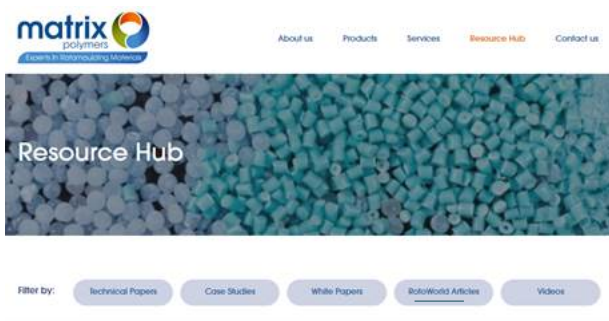 matrix
polymers
Experts In Rotomoulding Materials
About us Products Services Resource Hub Contact us
Resource Hub
Filter by: Technical Papers Case Studies White Papers RotoWorld Articles Videos